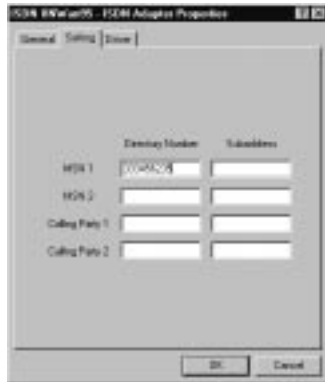 ISDN
- ISDN Adapter Properties
General Setting Driver
Directory Number Subaddress
MSN 1
MSN 2
Calling Party 1
Calling Party 2
OK Cancel